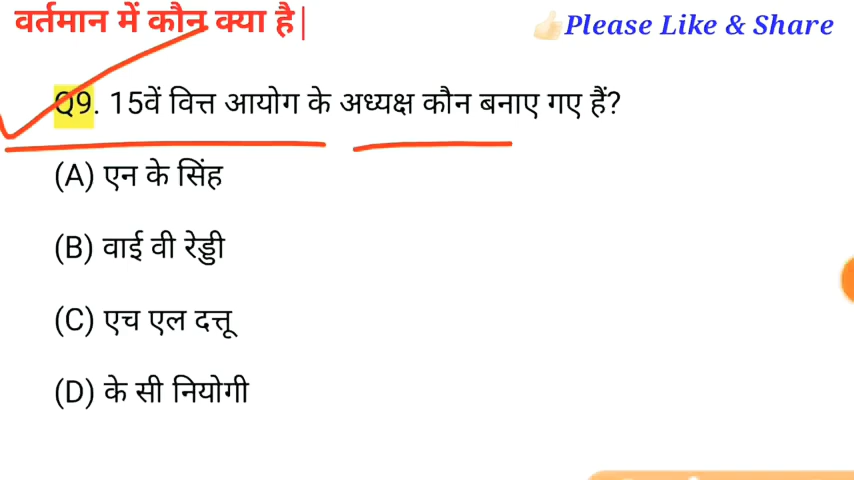 वर्तमान में कौन क्या है|
👍Please Like & Share
Q9. 15वें वित्त आयोग के अध्यक्ष कौन बनाए गए हैं?
(A) एन के सिंह
(B) वाई वी रेड्डी
(C) एच एल दत्तू
(D) के सी नियोगी